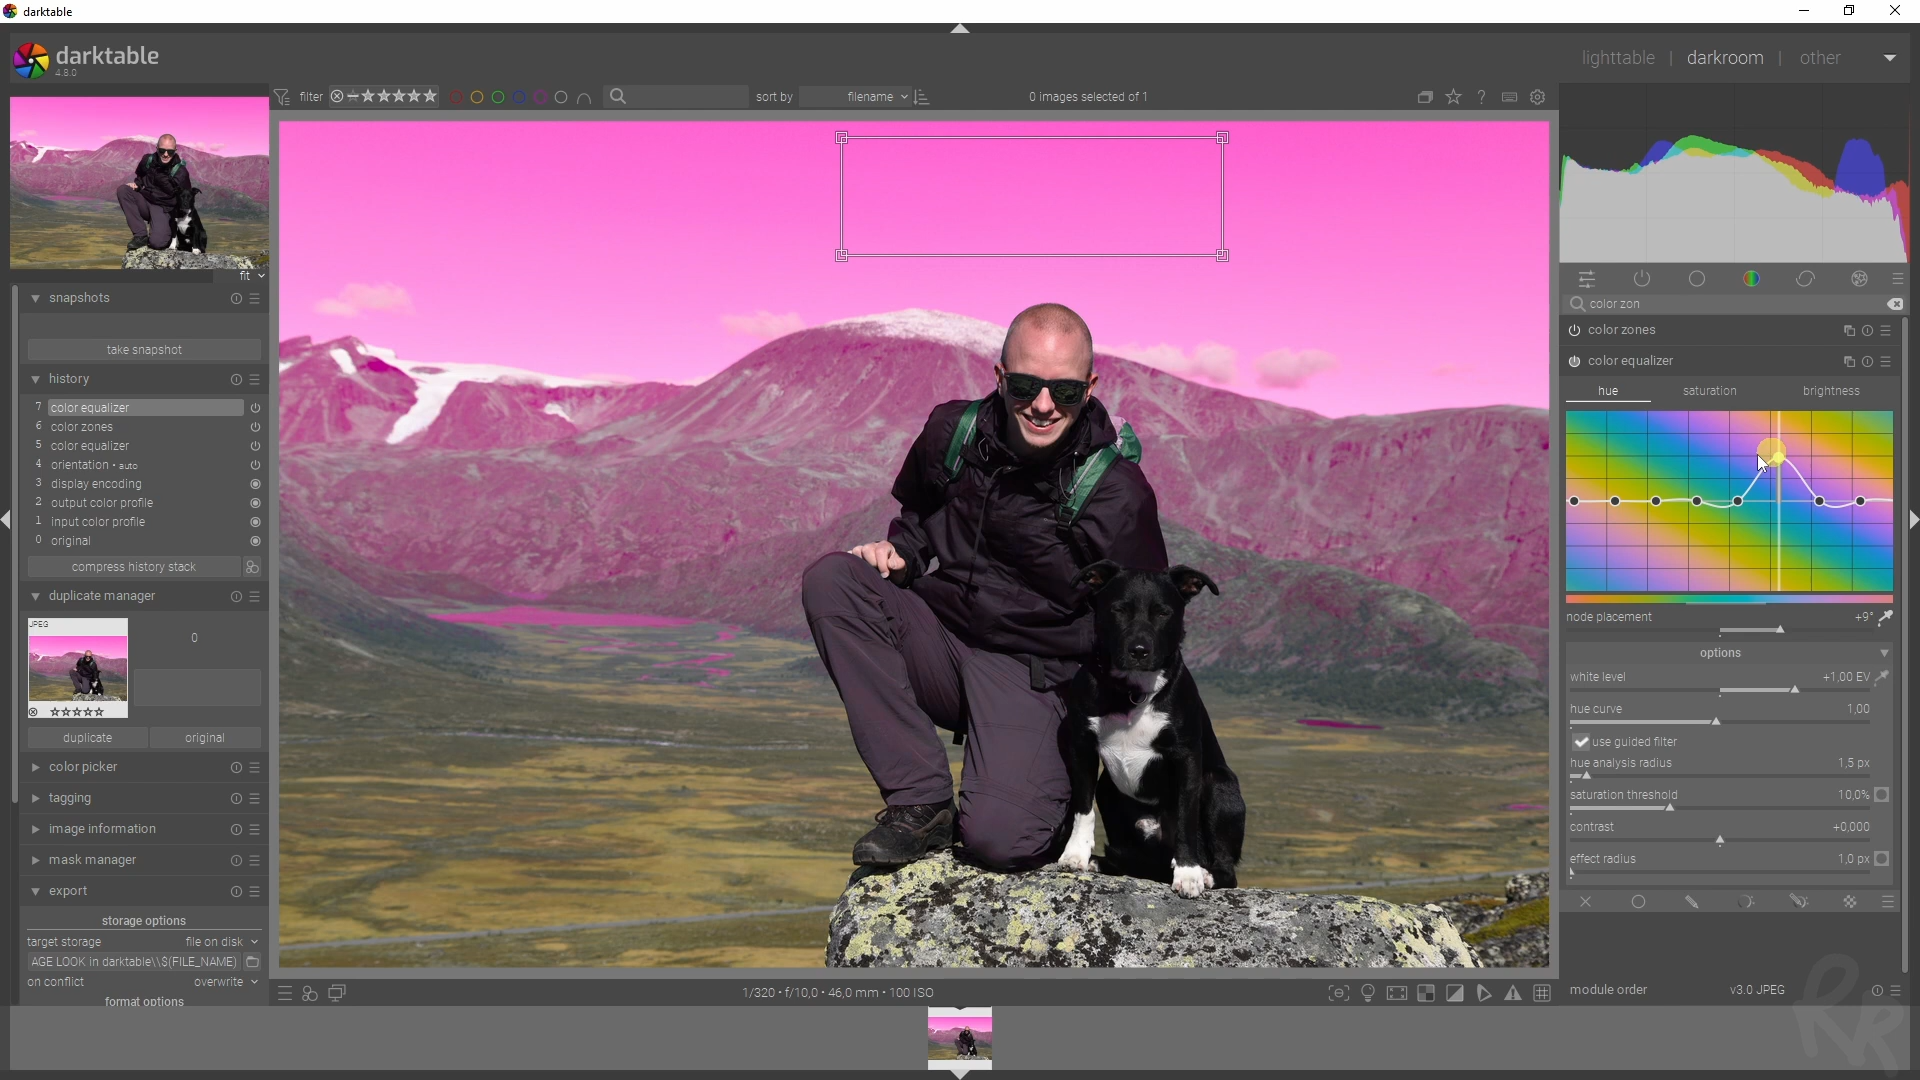 darktable
darktable
4.8.0
lighttable | darkroom | other
filter
sort by filename
0 images selected of 1
fit
snapshots
take snapshot
history
7 color equalizer
6 color zones
5 color equalizer
4 orientation • auto
3 display encoding
2 output color profile
1 input color profile
0 original
compress history stack
duplicate manager
JPEG
0
duplicate original
color picker
tagging
image information
mask manager
export
storage options
target storage file on disk
AGE LOOK in darktable\\$(FILE_NAME)
on conflict overwrite
format options
1/320 • f/10,0 • 46,0 mm • 100 ISO
color zon
color zones
color equalizer
hue saturation brightness
node placement +9°
options
white level +1,00 EV
hue curve 1,00
use guided filter
hue analysis radius 1,5 px
saturation threshold 10,0%
contrast +0,000
effect radius 1,0 px
module order v3.0 JPEG
RR